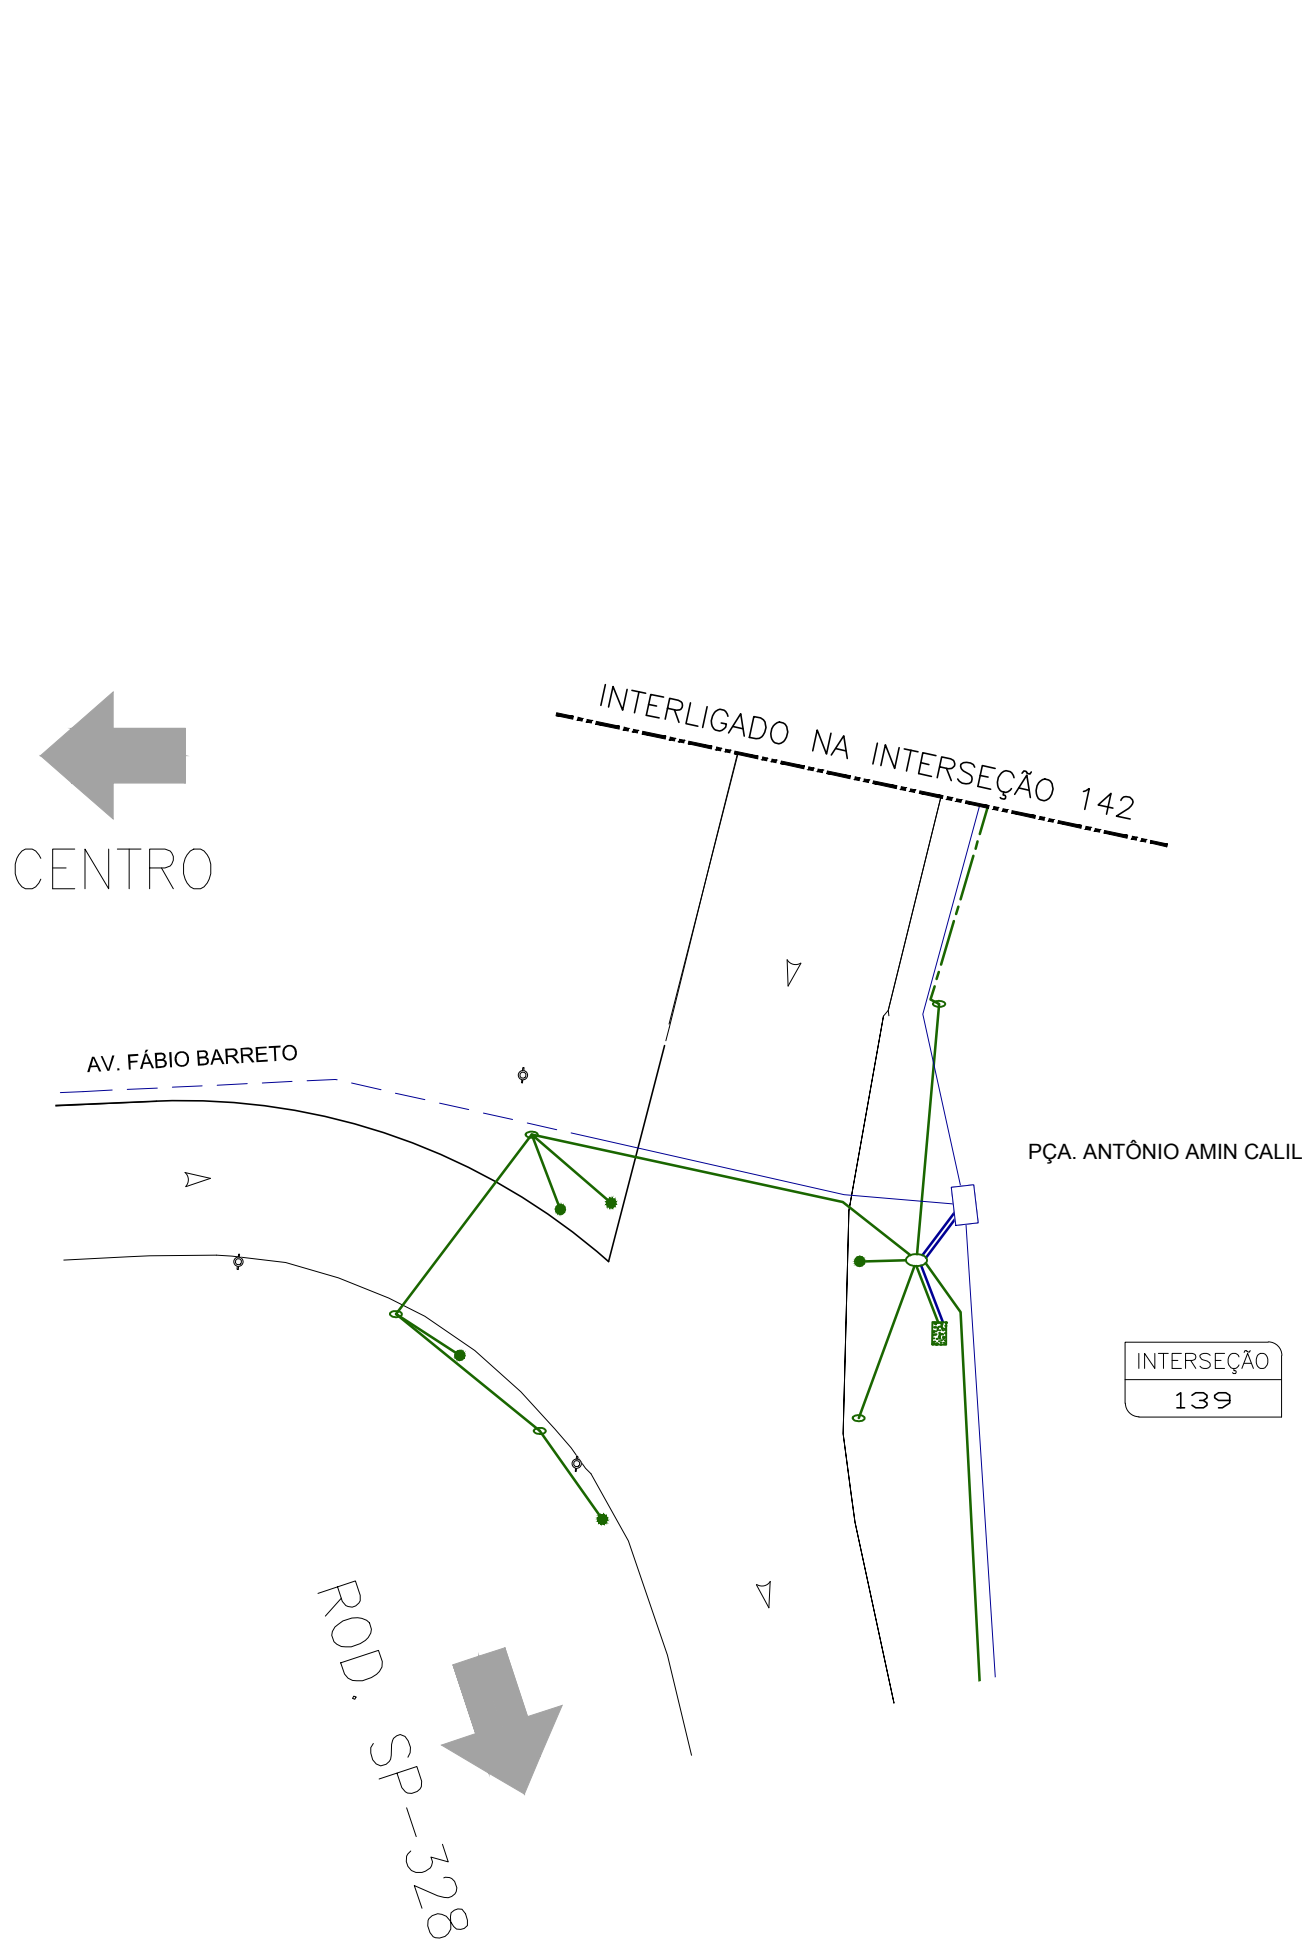 INTERLIGADO NA INTERSEÇÃO 142
CENTRO
AV. FÁBIO BARRETO
PÇA. ANTÔNIO AMIN CALIL
INTERSEÇÃO
139
ROD. SP-328